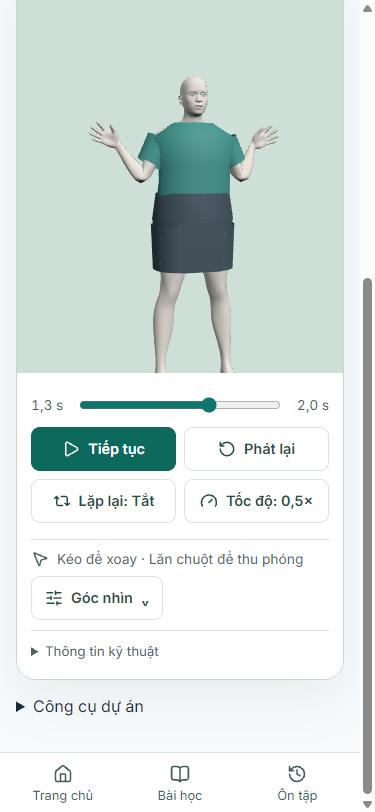 1,3 s 2,0 s
Tiếp tục Phát lại
Lặp lại: Tắt Tốc độ: 0,5×
Kéo để xoay · Lăn chuột để thu phóng
Góc nhìn
Thông tin kỹ thuật
Công cụ dự án
Trang chủ Bài học Ôn tập